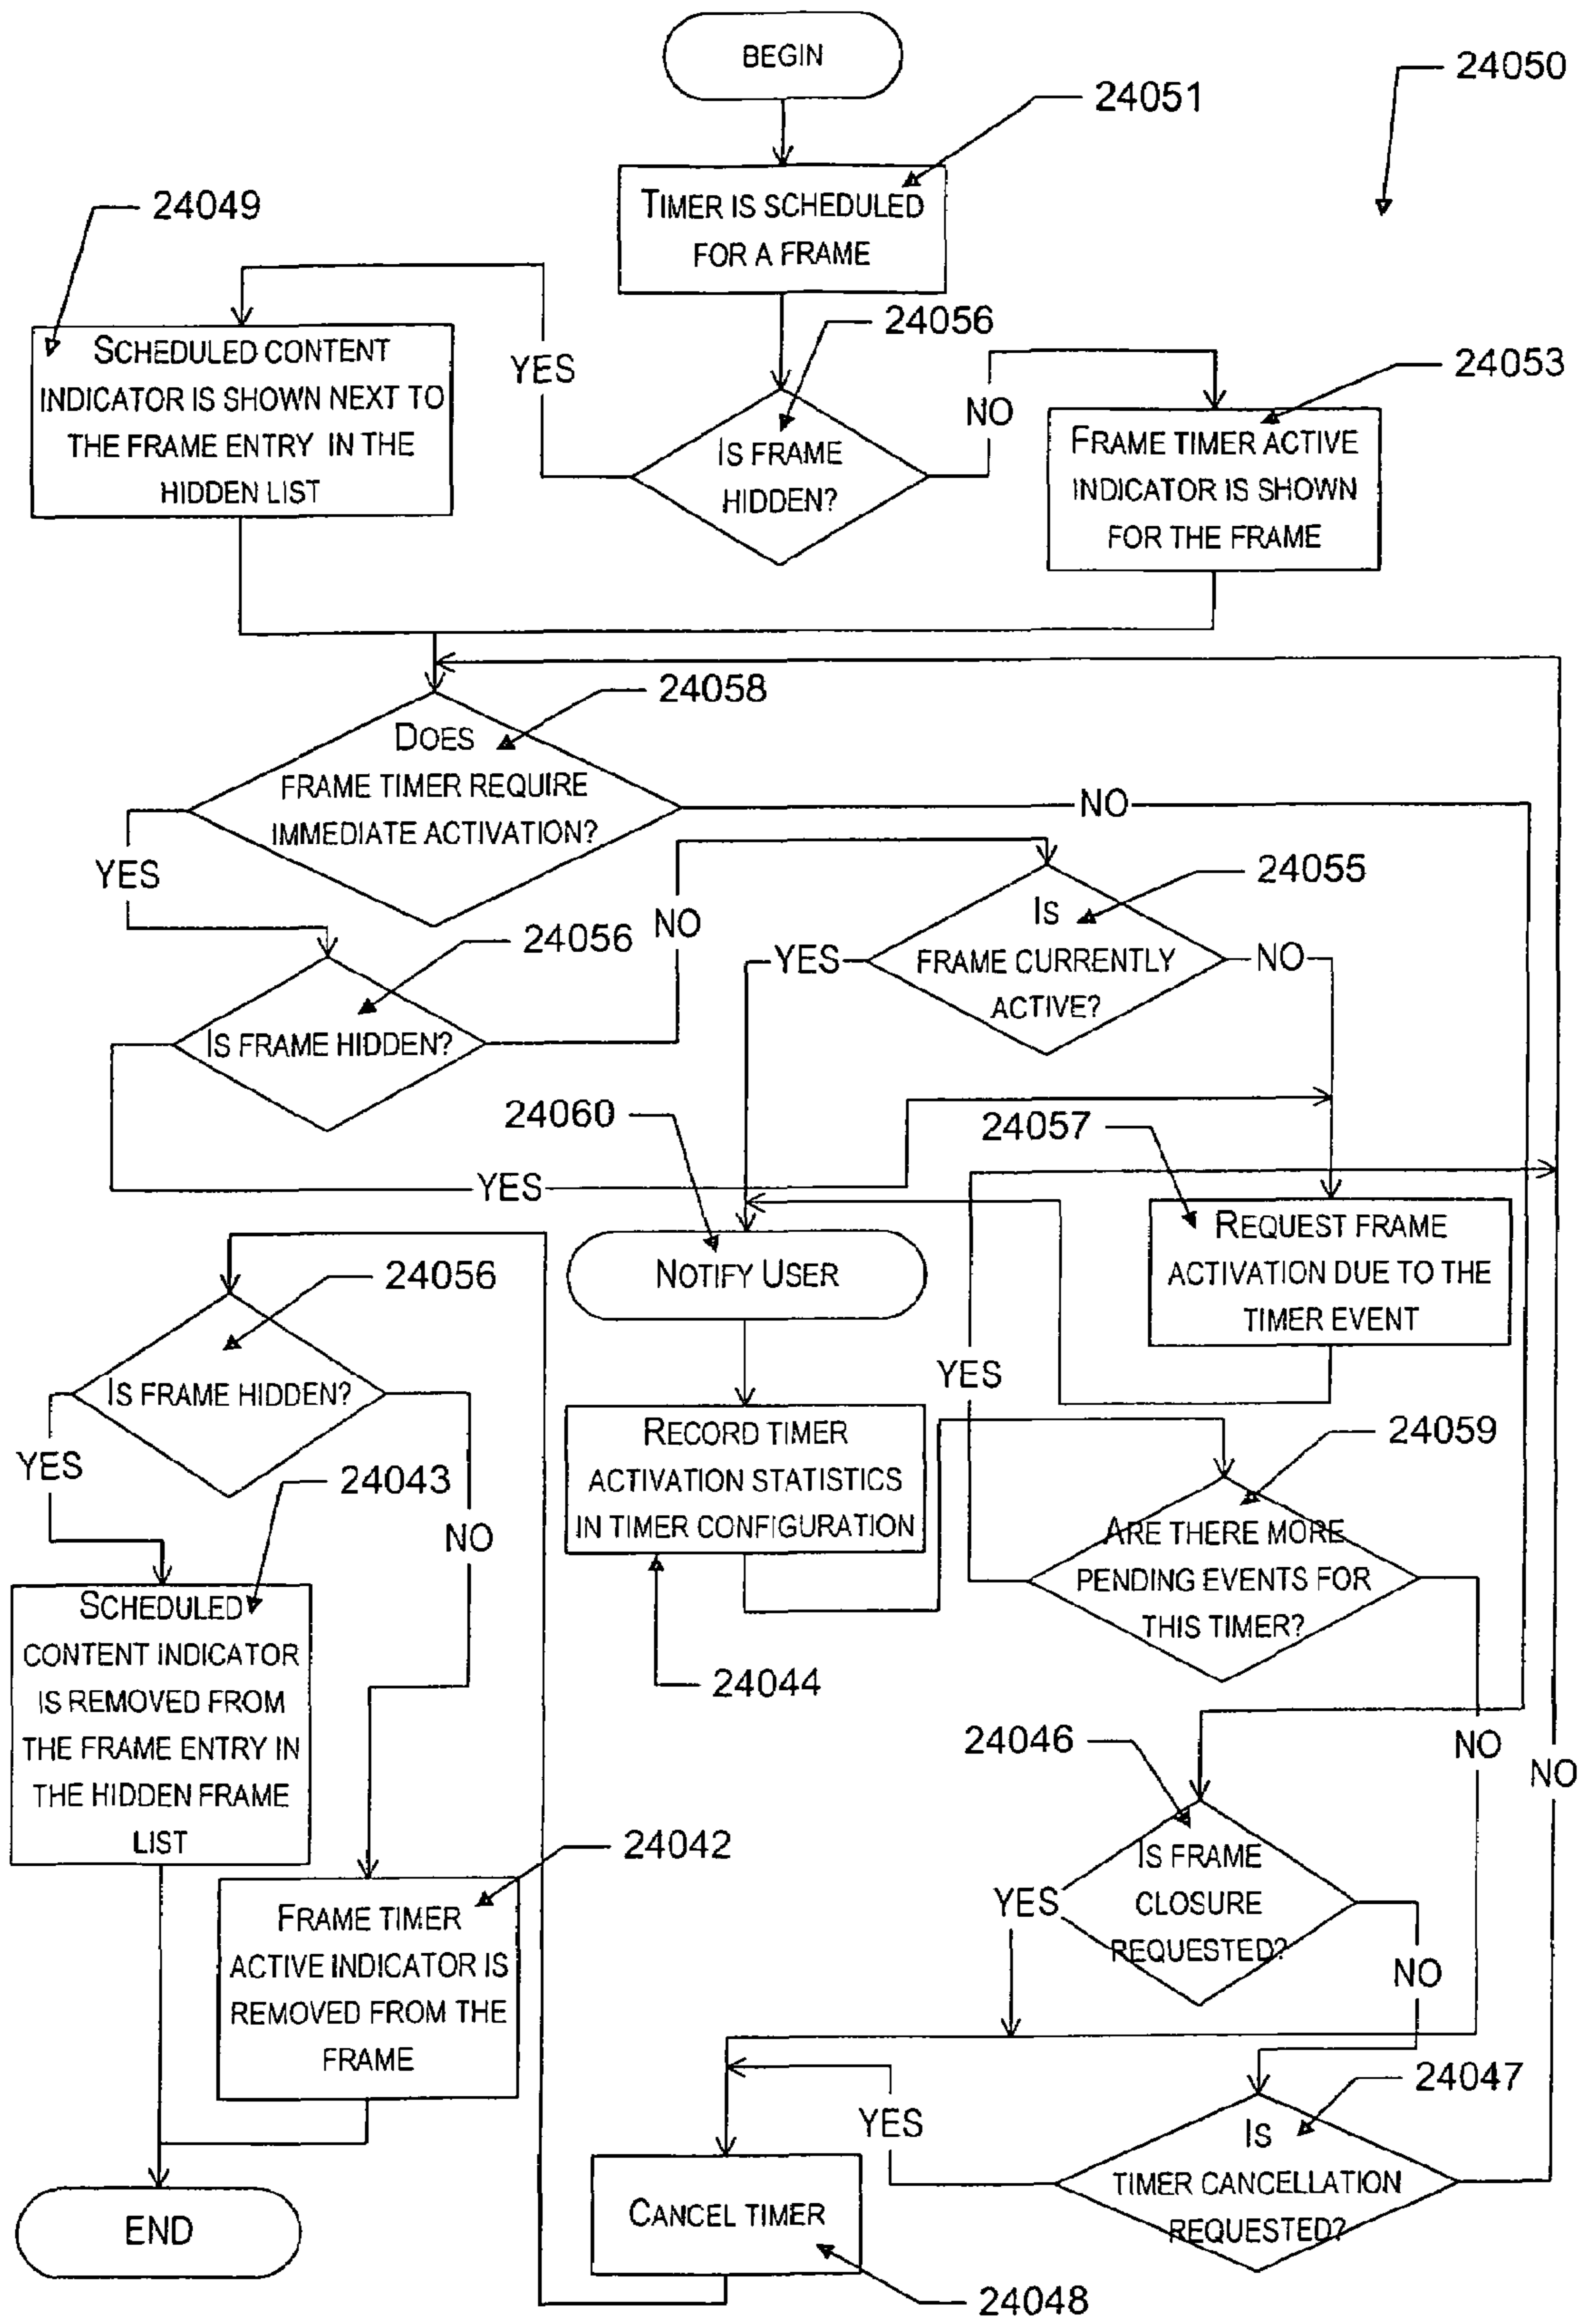 BEGIN
24050
24051
TIMER IS SCHEDULED
FOR A FRAME
24049
24056
SCHEDULED CONTENT
INDICATOR IS SHOWN NEXT TO
THE FRAME ENTRY IN THE
HIDDEN LIST
YES
IS FRAME
HIDDEN?
NO
24053
FRAME TIMER ACTIVE
INDICATOR IS SHOWN
FOR THE FRAME
24058
DOES
FRAME TIMER REQUIRE
IMMEDIATE ACTIVATION?
NO
YES
24055
IS
FRAME CURRENTLY
ACTIVE?
YES
NO
24056
NO
IS FRAME HIDDEN?
YES
24060
24057
NOTIFY USER
REQUEST FRAME
ACTIVATION DUE TO THE
TIMER EVENT
24056
IS FRAME HIDDEN?
YES
NO
YES
RECORD TIMER
ACTIVATION STATISTICS
IN TIMER CONFIGURATION
24044
24059
ARE THERE MORE
PENDING EVENTS FOR
THIS TIMER?
NO
NO
24043
SCHEDULED
CONTENT INDICATOR
IS REMOVED FROM
THE FRAME ENTRY IN
THE HIDDEN FRAME
LIST
24046
IS FRAME
CLOSURE
REQUESTED?
YES
NO
24042
FRAME TIMER
ACTIVE INDICATOR IS
REMOVED FROM THE
FRAME
24047
IS
TIMER CANCELLATION
REQUESTED?
YES
CANCEL TIMER
24048
END